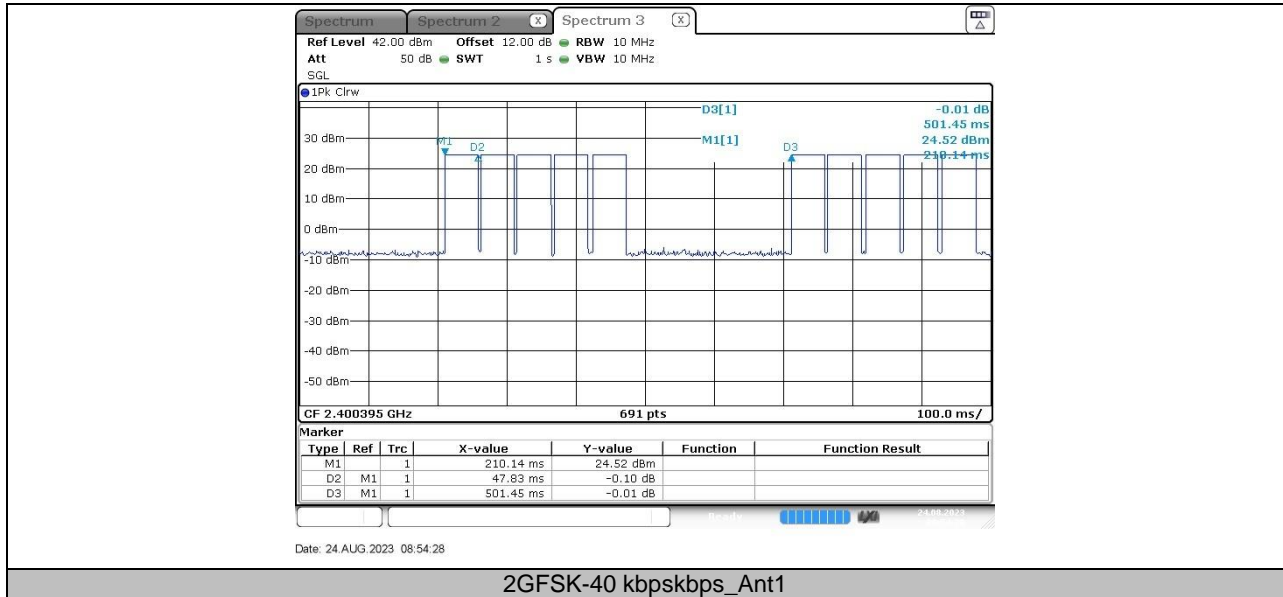 Spectrum Spectrum 2 X Spectrum 3 X
Ref Level 42.00 dBm Offset 12.00 dB RBW 10 MHz
Att 50 dB SWT 1 s VBW 10 MHz
SGL
1Pk Clrw
D3[1] -0.01 dB
501.45 ms
M1[1] 24.52 dBm
210.14 ms
M1 D2 D3
30 dBm
20 dBm
10 dBm
0 dBm
-10 dBm
-20 dBm
-30 dBm
-40 dBm
-50 dBm
CF 2.400395 GHz 691 pts 100.0 ms/
Marker
Type Ref Trc X-value Y-value Function Function Result
M1 1 210.14 ms 24.52 dBm
D2 M1 1 47.83 ms -0.10 dB
D3 M1 1 501.45 ms -0.01 dB
Ready 24.08.2023
Date: 24.AUG.2023 08:54:28
2GFSK-40 kbpskbps_Ant1